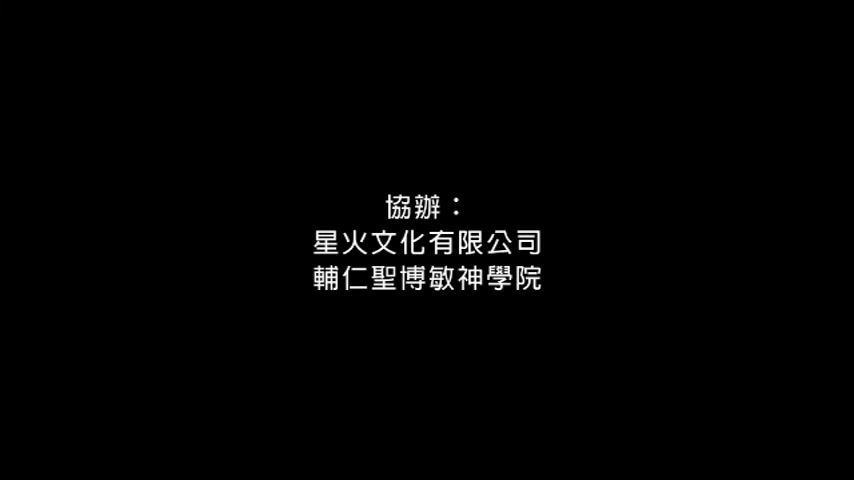 協辦：
星火文化有限公司
輔仁聖博敏神學院